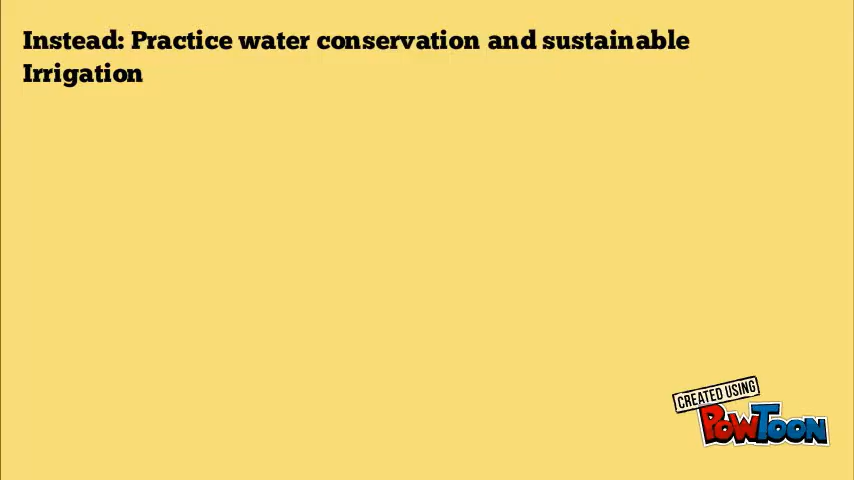 Instead: Practice water conservation and sustainable
Irrigation
CREATED USING
POWTOON